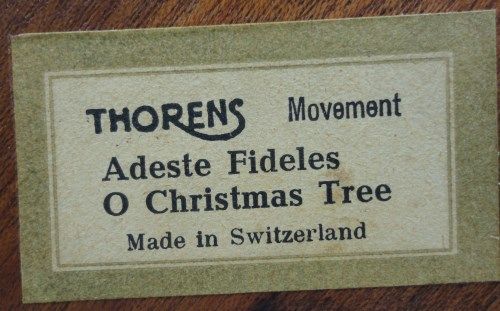 THORENS Movement
Adeste Fideles
O Christmas Tree
Made in Switzerland